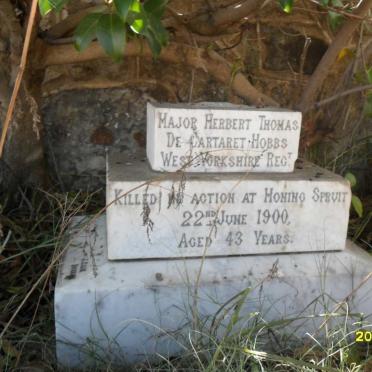 Major Herbert Thomas
De Cartaret Hobbs
West Yorkshire Regt
Killed in action at Honing Spruit
22nd June 1900,
Aged 43 Years.
20